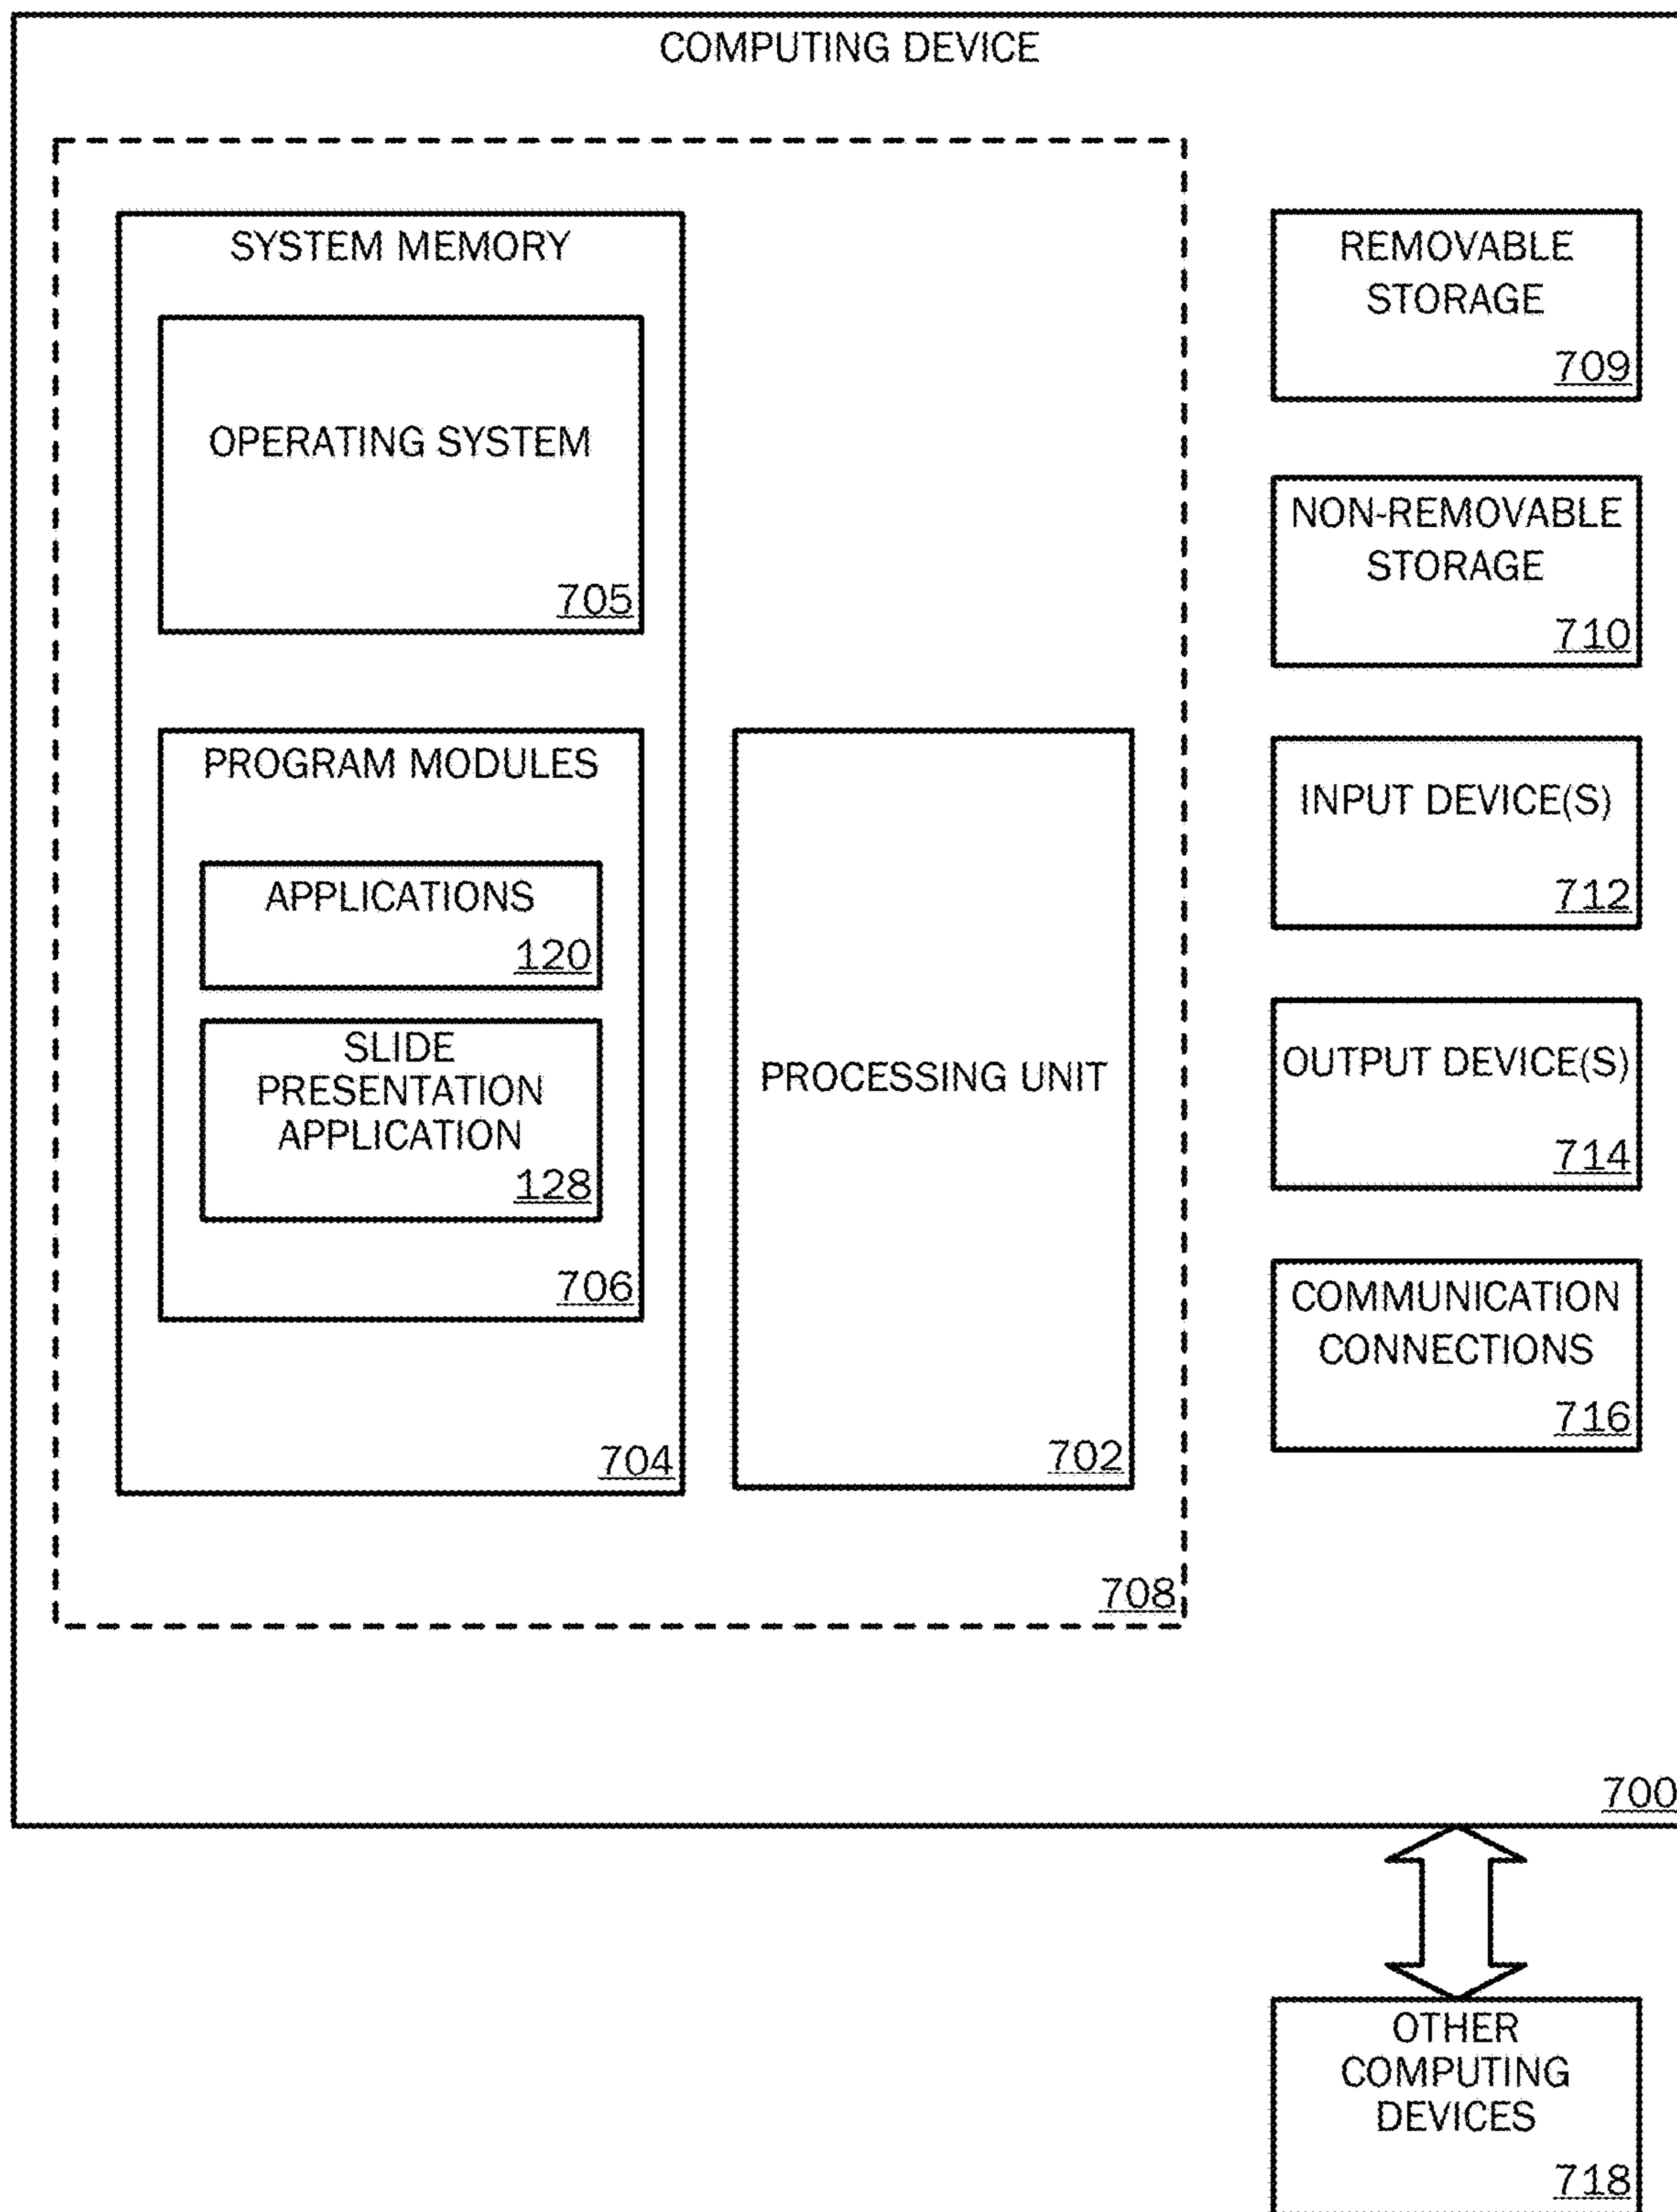 COMPUTING DEVICE
SYSTEM MEMORY
OPERATING SYSTEM
705
PROGRAM MODULES
APPLICATIONS
120
SLIDE
PRESENTATION
APPLICATION
128
706
704
PROCESSING UNIT
702
708
REMOVABLE
STORAGE
709
NON-REMOVABLE
STORAGE
710
INPUT DEVICE(S)
712
OUTPUT DEVICE(S)
714
COMMUNICATION
CONNECTIONS
716
700
OTHER
COMPUTING
DEVICES
718